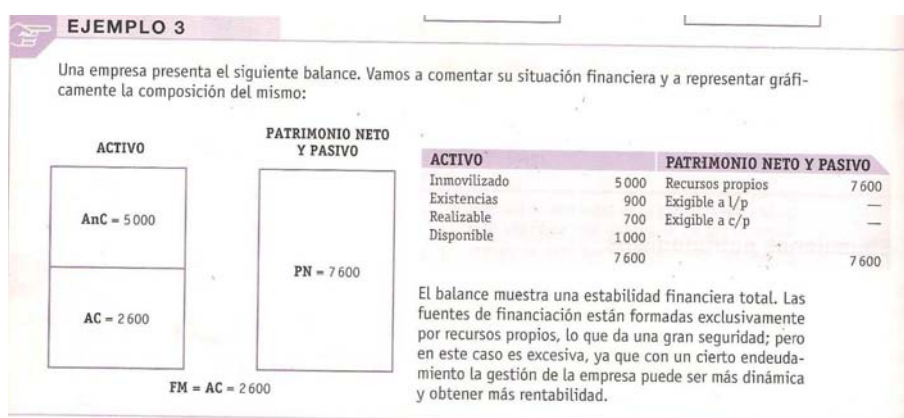 EJEMPLO 3
Una empresa presenta el siguiente balance. Vamos a comentar su situación financiera y a representar gráfi-
camente la composición del mismo:
ACTIVO
PATRIMONIO NETO
Y PASIVO
AnC = 5 000
AC = 2 600
PN = 7 600
FM = AC = 2 600
ACTIVO PATRIMONIO NETO Y PASIVO
Inmovilizado 5 000 Recursos propios 7 600
Existencias 900 Exigible a l/p —
Realizable 700 Exigible a c/p —
Disponible 1 000
7 600 7 600
El balance muestra una estabilidad financiera total. Las
fuentes de financiación están formadas exclusivamente
por recursos propios, lo que da una gran seguridad; pero
en este caso es excesiva, ya que con un cierto endeuda-
miento la gestión de la empresa puede ser más dinámica
y obtener más rentabilidad.